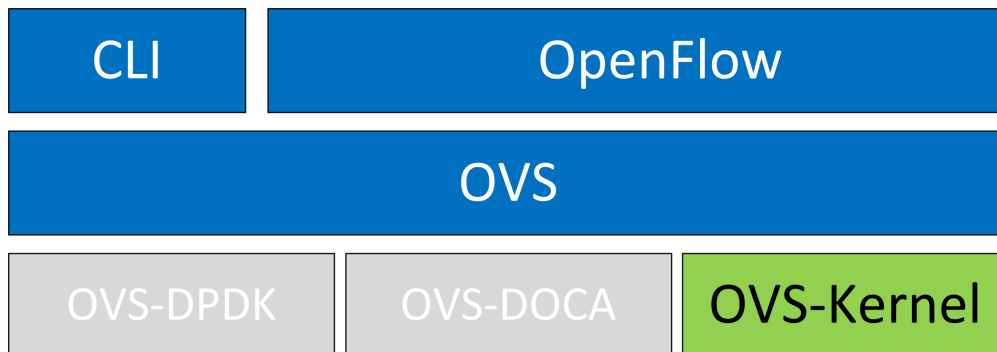 CLI
OpenFlow
OVS
OVS-DPDK
OVS-DOCA
OVS-Kernel